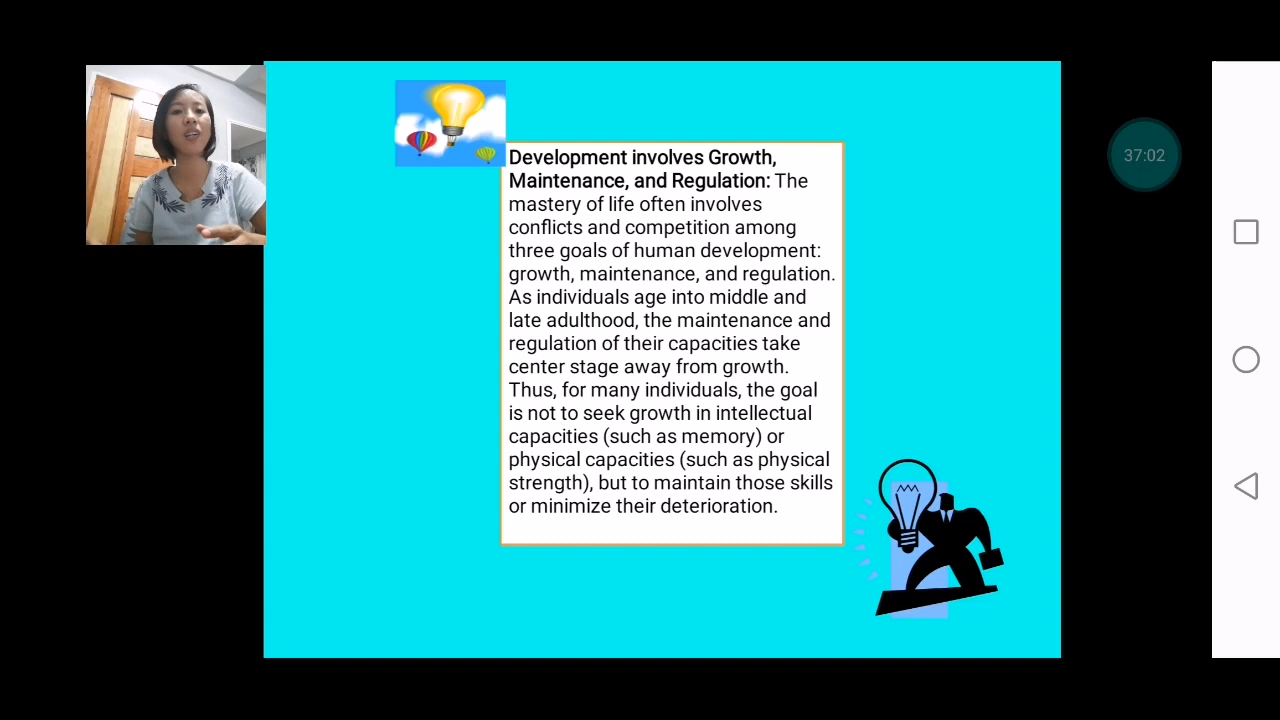 Development involves Growth,
Maintenance, and Regulation: The
mastery of life often involves
conflicts and competition among
three goals of human development:
growth, maintenance, and regulation.
As individuals age into middle and
late adulthood, the maintenance and
regulation of their capacities take
center stage away from growth.
Thus, for many individuals, the goal
is not to seek growth in intellectual
capacities (such as memory) or
physical capacities (such as physical
strength), but to maintain those skills
or minimize their deterioration.
37:02